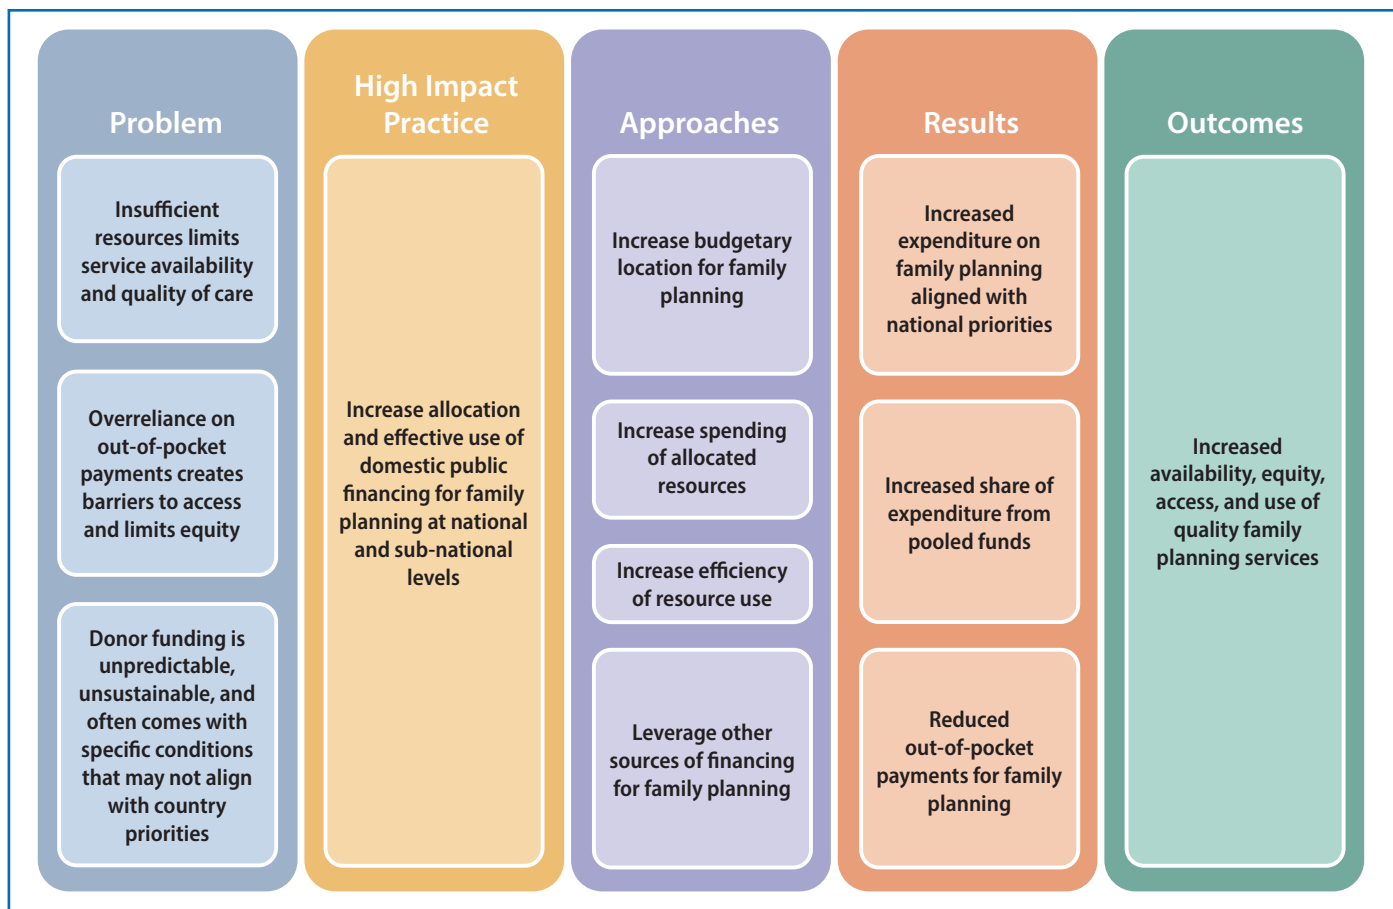 Problem
Insufficient
resources limits
service availability
and quality of care
Overreliance on
out-of-pocket
payments creates
barriers to access
and limits equity
Donor funding is
unpredictable,
unsustainable, and
often comes with
specific conditions
that may not align
with country
priorities
High Impact
Practice
Increase allocation
and effective use of
domestic public
financing for family
planning at national
and sub-national
levels
Approaches
Increase budgetary
location for family
planning
Increase spending
of allocated
resources
Increase efficiency
of resource use
Leverage other
sources of financing
for family planning
Results
Increased
expenditure on
family planning
aligned with
national priorities
Increased share of
expenditure from
pooled funds
Reduced
out-of-pocket
payments for family
planning
Outcomes
Increased
availability, equity,
access, and use of
quality family
planning services